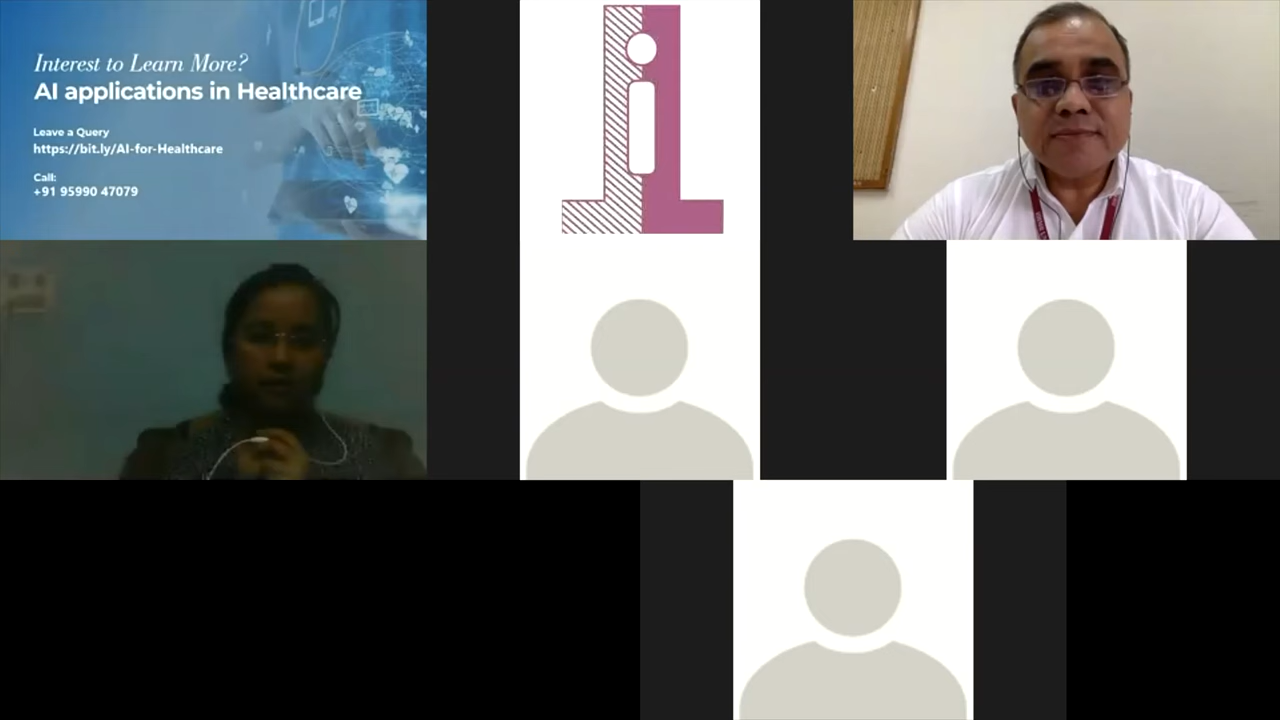 Interest to Learn More?
AI applications in Healthcare
Leave a Query
https://bit.ly/AI-for-Healthcare
Call:
+91 95990 47079